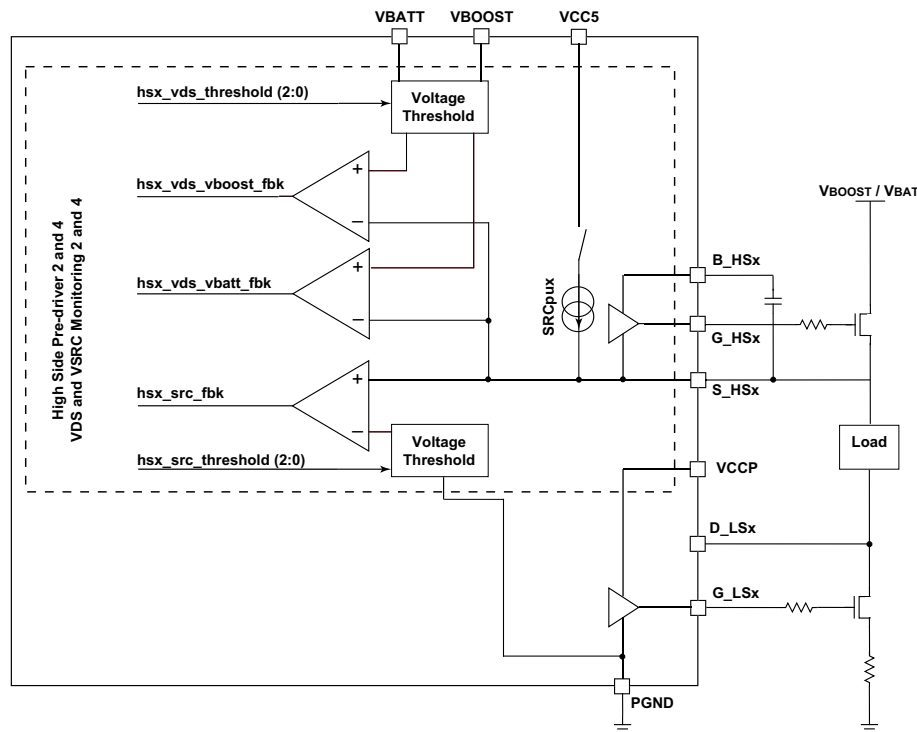 VBATT
VBOOST
VCC5
hsx_vds_threshold (2:0)
Voltage
Threshold
hsx_vds_vboost_fbk
+
−
hsx_vds_vbatt_fbk
+
−
hsx_src_fbk
+
−
hsx_src_threshold (2:0)
Voltage
Threshold
High Side Pre-driver 2 and 4
VDS and VSRC Monitoring 2 and 4
SRCpux
VBOOST / VBAT
B_HSx
G_HSx
S_HSx
Load
VCCP
D_LSx
G_LSx
PGND